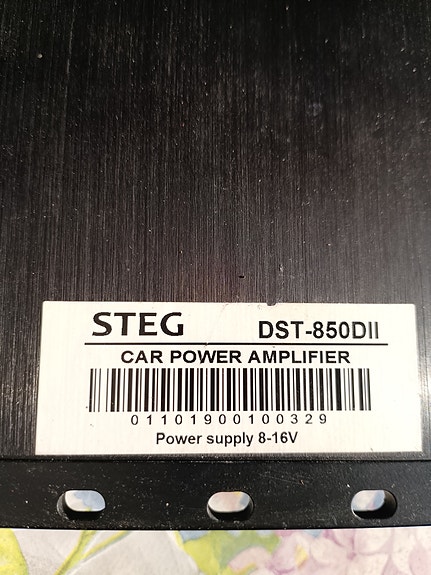 STEG DST-850DII
CAR POWER AMPLIFIER
01101900100329
Power supply 8-16V